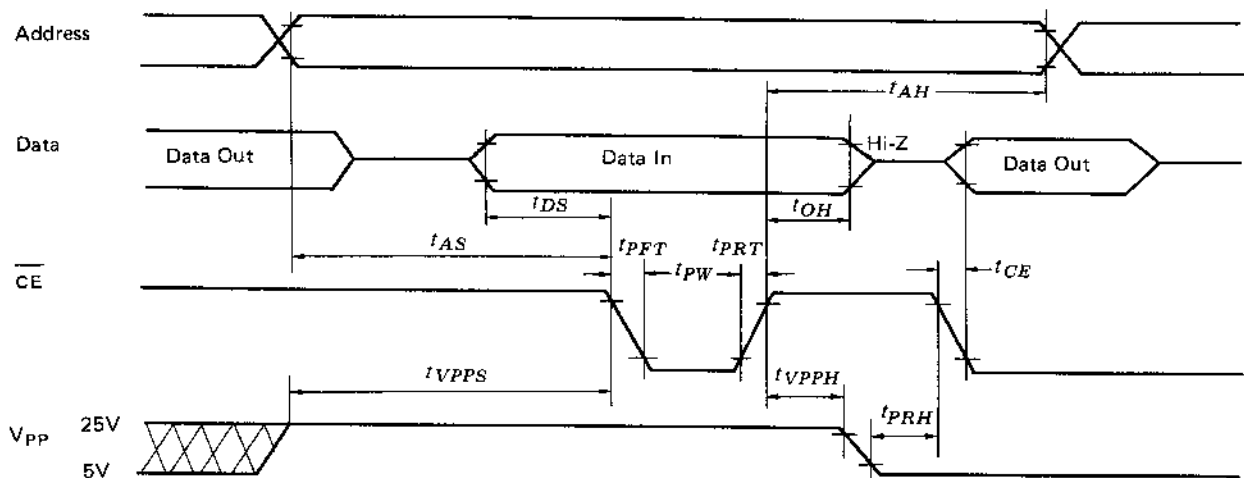 Address
tAH
Data
Data Out
Data In
Hi-Z
Data Out
tDS
tOH
tAS
tPFT
tPRT
CE
tPW
tCE
tVPPS
tVPPH
tPRH
VPP
25V
5V